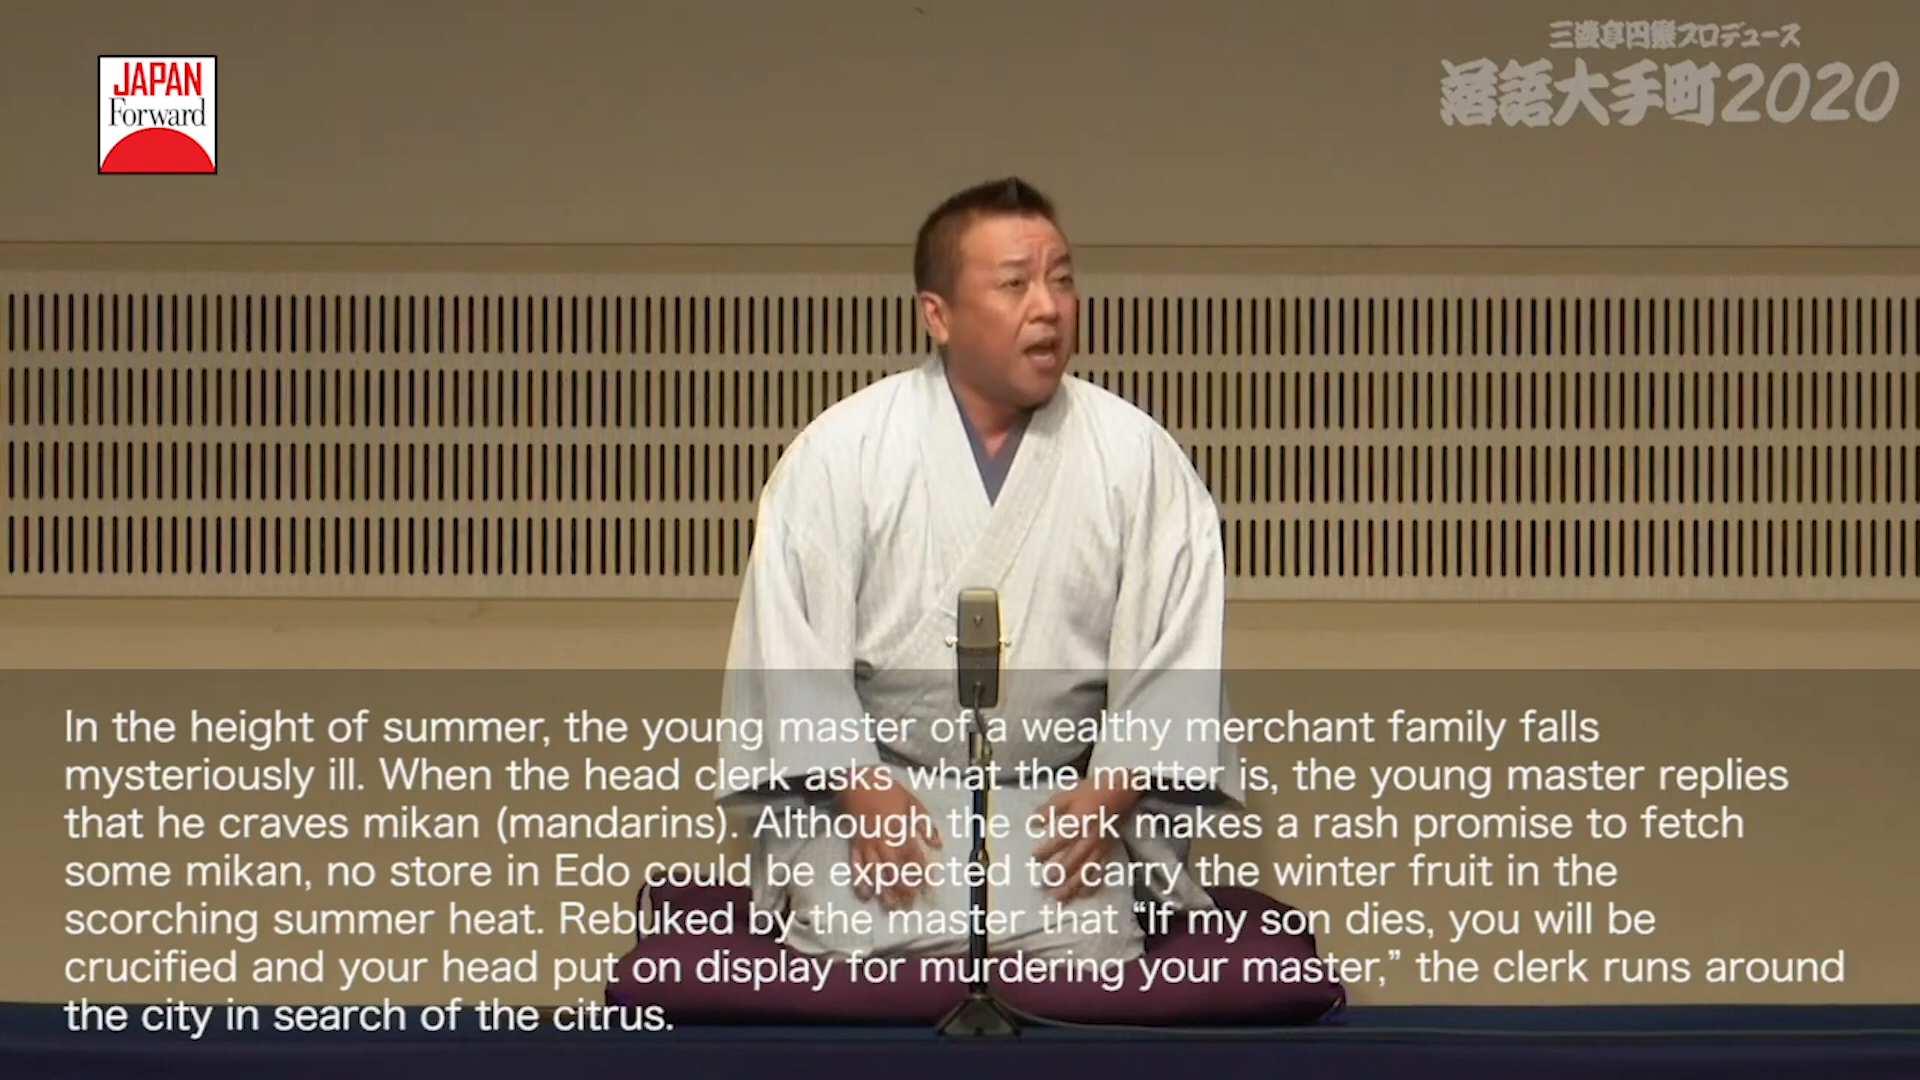 JAPAN
Forward
三遊亭円楽プロデュース
落語大手町2020
In the height of summer, the young master of a wealthy merchant family falls
mysteriously ill. When the head clerk asks what the matter is, the young master replies
that he craves mikan (mandarins). Although the clerk makes a rash promise to fetch
some mikan, no store in Edo could be expected to carry the winter fruit in the
scorching summer heat. Rebuked by the master that “If my son dies, you will be
crucified and your head put on display for murdering your master,” the clerk runs around
the city in search of the citrus.